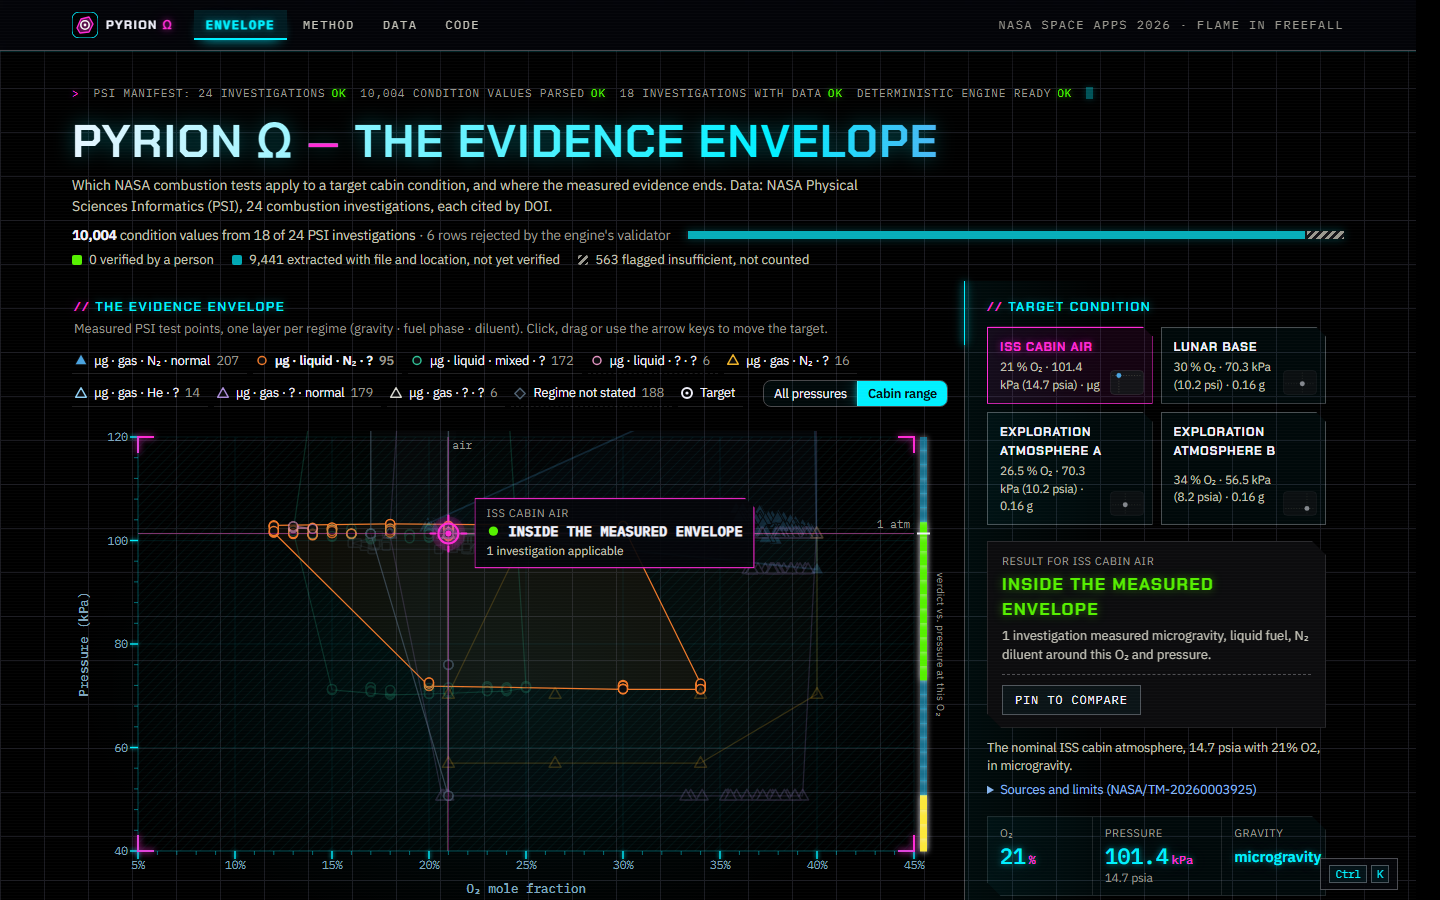 PYRION Ω ENVELOPE METHOD DATA CODE NASA SPACE APPS 2026 · FLAME IN FREEFALL
> PSI MANIFEST: 24 INVESTIGATIONS OK 10,004 CONDITION VALUES PARSED OK 18 INVESTIGATIONS WITH DATA OK DETERMINISTIC ENGINE READY OK
PYRION Ω — THE EVIDENCE ENVELOPE
Which NASA combustion tests apply to a target cabin condition, and where the measured evidence ends. Data: NASA Physical
Sciences Informatics (PSI), 24 combustion investigations, each cited by DOI.
10,004 condition values from 18 of 24 PSI investigations · 6 rows rejected by the engine's validator
0 verified by a person 9,441 extracted with file and location, not yet verified 563 flagged insufficient, not counted
// THE EVIDENCE ENVELOPE
Measured PSI test points, one layer per regime (gravity · fuel phase · diluent). Click, drag or use the arrow keys to move the target.
µg · gas · N₂ · normal 207 µg · liquid · N₂ · ? 95 µg · liquid · mixed · ? 172 µg · liquid · ? · ? 6 µg · gas · N₂ · ? 16
µg · gas · He · ? 14 µg · gas · ? · normal 179 µg · gas · ? · ? 6 Regime not stated 188 Target All pressures Cabin range
120
100
80
60
40
Pressure (kPa)
air
1 atm
ISS CABIN AIR
INSIDE THE MEASURED ENVELOPE
1 investigation applicable
verdict vs. pressure at this O₂
5% 10% 15% 20% 25% 30% 35% 40% 45%
O₂ mole fraction
// TARGET CONDITION
ISS CABIN AIR
21 % O₂ · 101.4
kPa (14.7 psia) · µg
LUNAR BASE
30 % O₂ · 70.3 kPa
(10.2 psi) · 0.16 g
EXPLORATION
ATMOSPHERE A
26.5 % O₂ · 70.3
kPa (10.2 psia) ·
0.16 g
EXPLORATION
ATMOSPHERE B
34 % O₂ · 56.5 kPa
(8.2 psia) · 0.16 g
RESULT FOR ISS CABIN AIR
INSIDE THE MEASURED
ENVELOPE
1 investigation measured microgravity, liquid fuel, N₂
diluent around this O₂ and pressure.
PIN TO COMPARE
The nominal ISS cabin atmosphere, 14.7 psia with 21% O2,
in microgravity.
Sources and limits (NASA/TM-20260003925)
O₂
21 %
PRESSURE
101.4 kPa
14.7 psia
GRAVITY
microgravity
Ctrl K